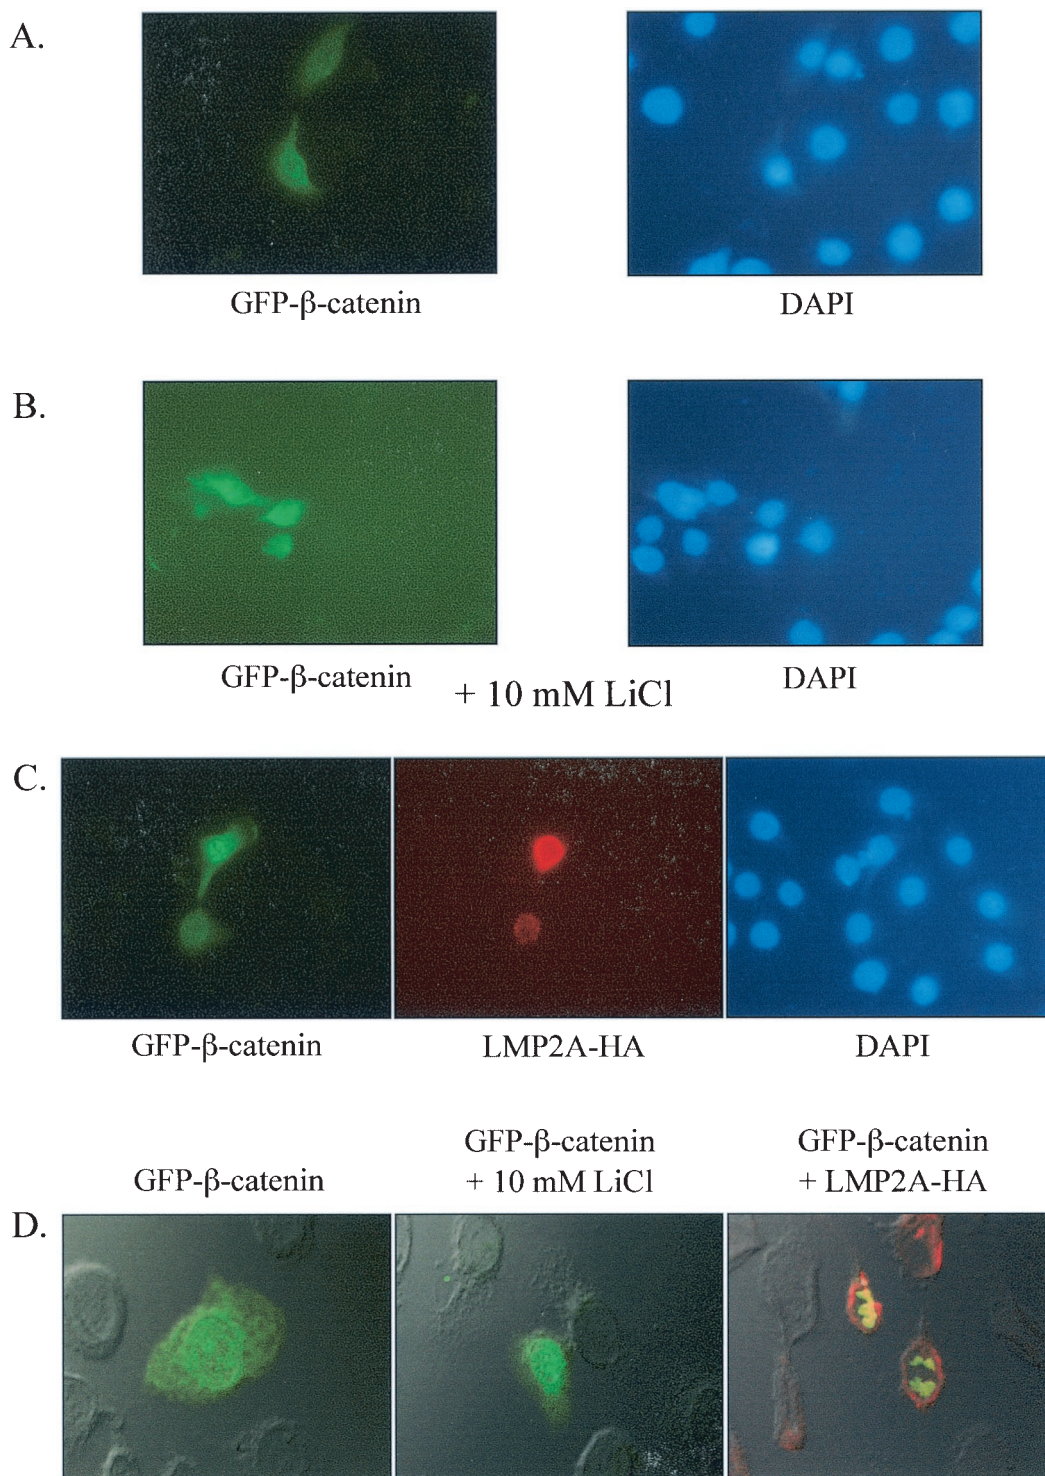 A.
GFP-β-catenin
DAPI
B.
GFP-β-catenin
+ 10 mM LiCl
DAPI
C.
GFP-β-catenin
LMP2A-HA
DAPI
GFP-β-catenin
GFP-β-catenin
+ 10 mM LiCl
GFP-β-catenin
+ LMP2A-HA
D.